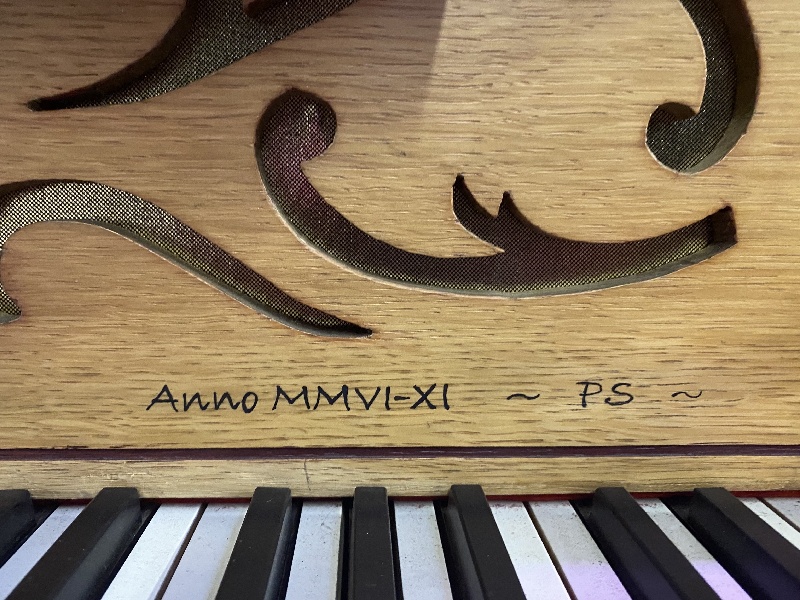 Anno MMVI-XI ~ PS ~